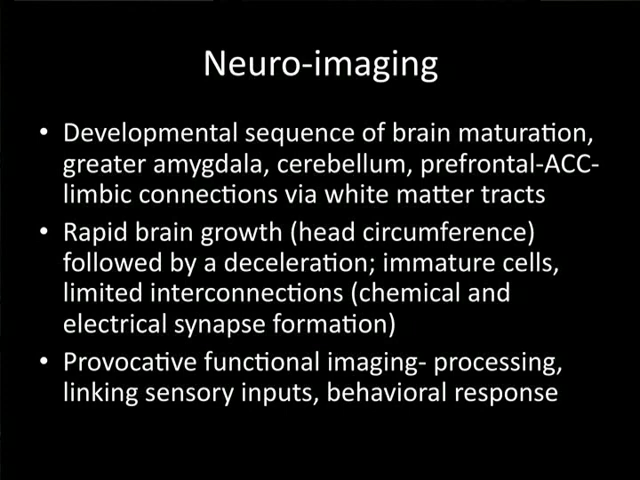 Neuro-imaging
• Developmental sequence of brain maturation,
greater amygdala, cerebellum, prefrontal-ACC-
limbic connections via white matter tracts
• Rapid brain growth (head circumference)
followed by a deceleration; immature cells,
limited interconnections (chemical and
electrical synapse formation)
• Provocative functional imaging- processing,
linking sensory inputs, behavioral response